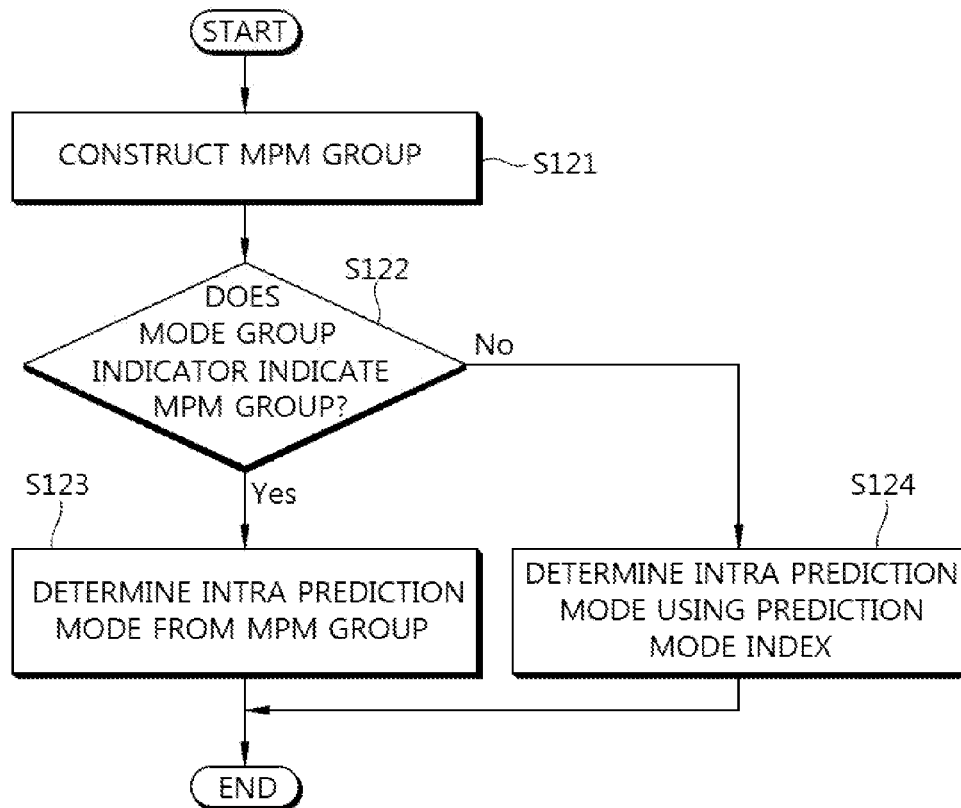 START
CONSTRUCT MPM GROUP
S121
S122
DOES
MODE GROUP
INDICATOR INDICATE
MPM GROUP?
No
Yes
S123
DETERMINE INTRA PREDICTION
MODE FROM MPM GROUP
S124
DETERMINE INTRA PREDICTION
MODE USING PREDICTION
MODE INDEX
END